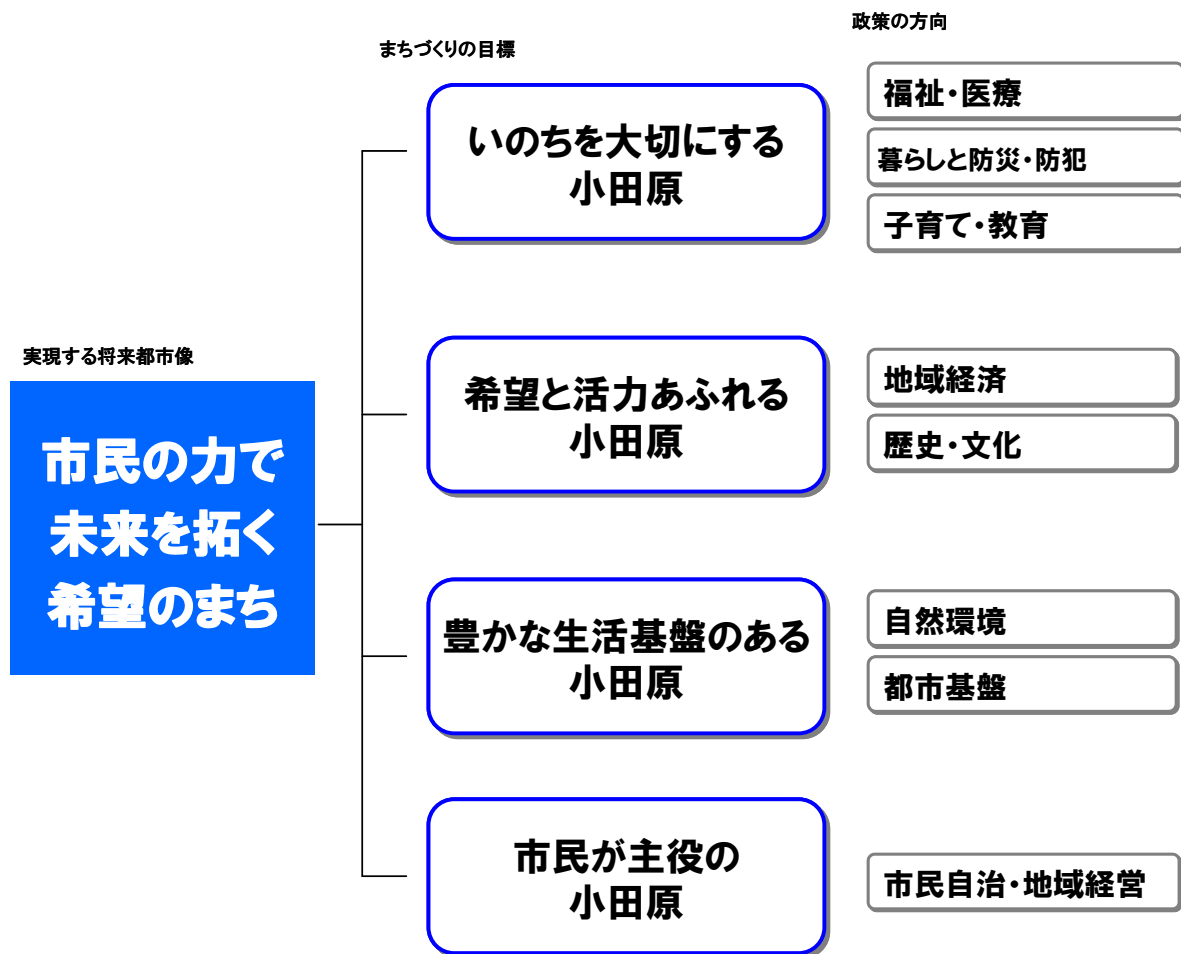 政策の方向
まちづくりの目標
実現する将来都市像
市民の力で
未来を拓く
希望のまち
いのちを大切にする
小田原
福祉・医療
暮らしと防災・防犯
子育て・教育
希望と活力あふれる
小田原
地域経済
歴史・文化
豊かな生活基盤のある
小田原
自然環境
都市基盤
市民が主役の
小田原
市民自治・地域経営